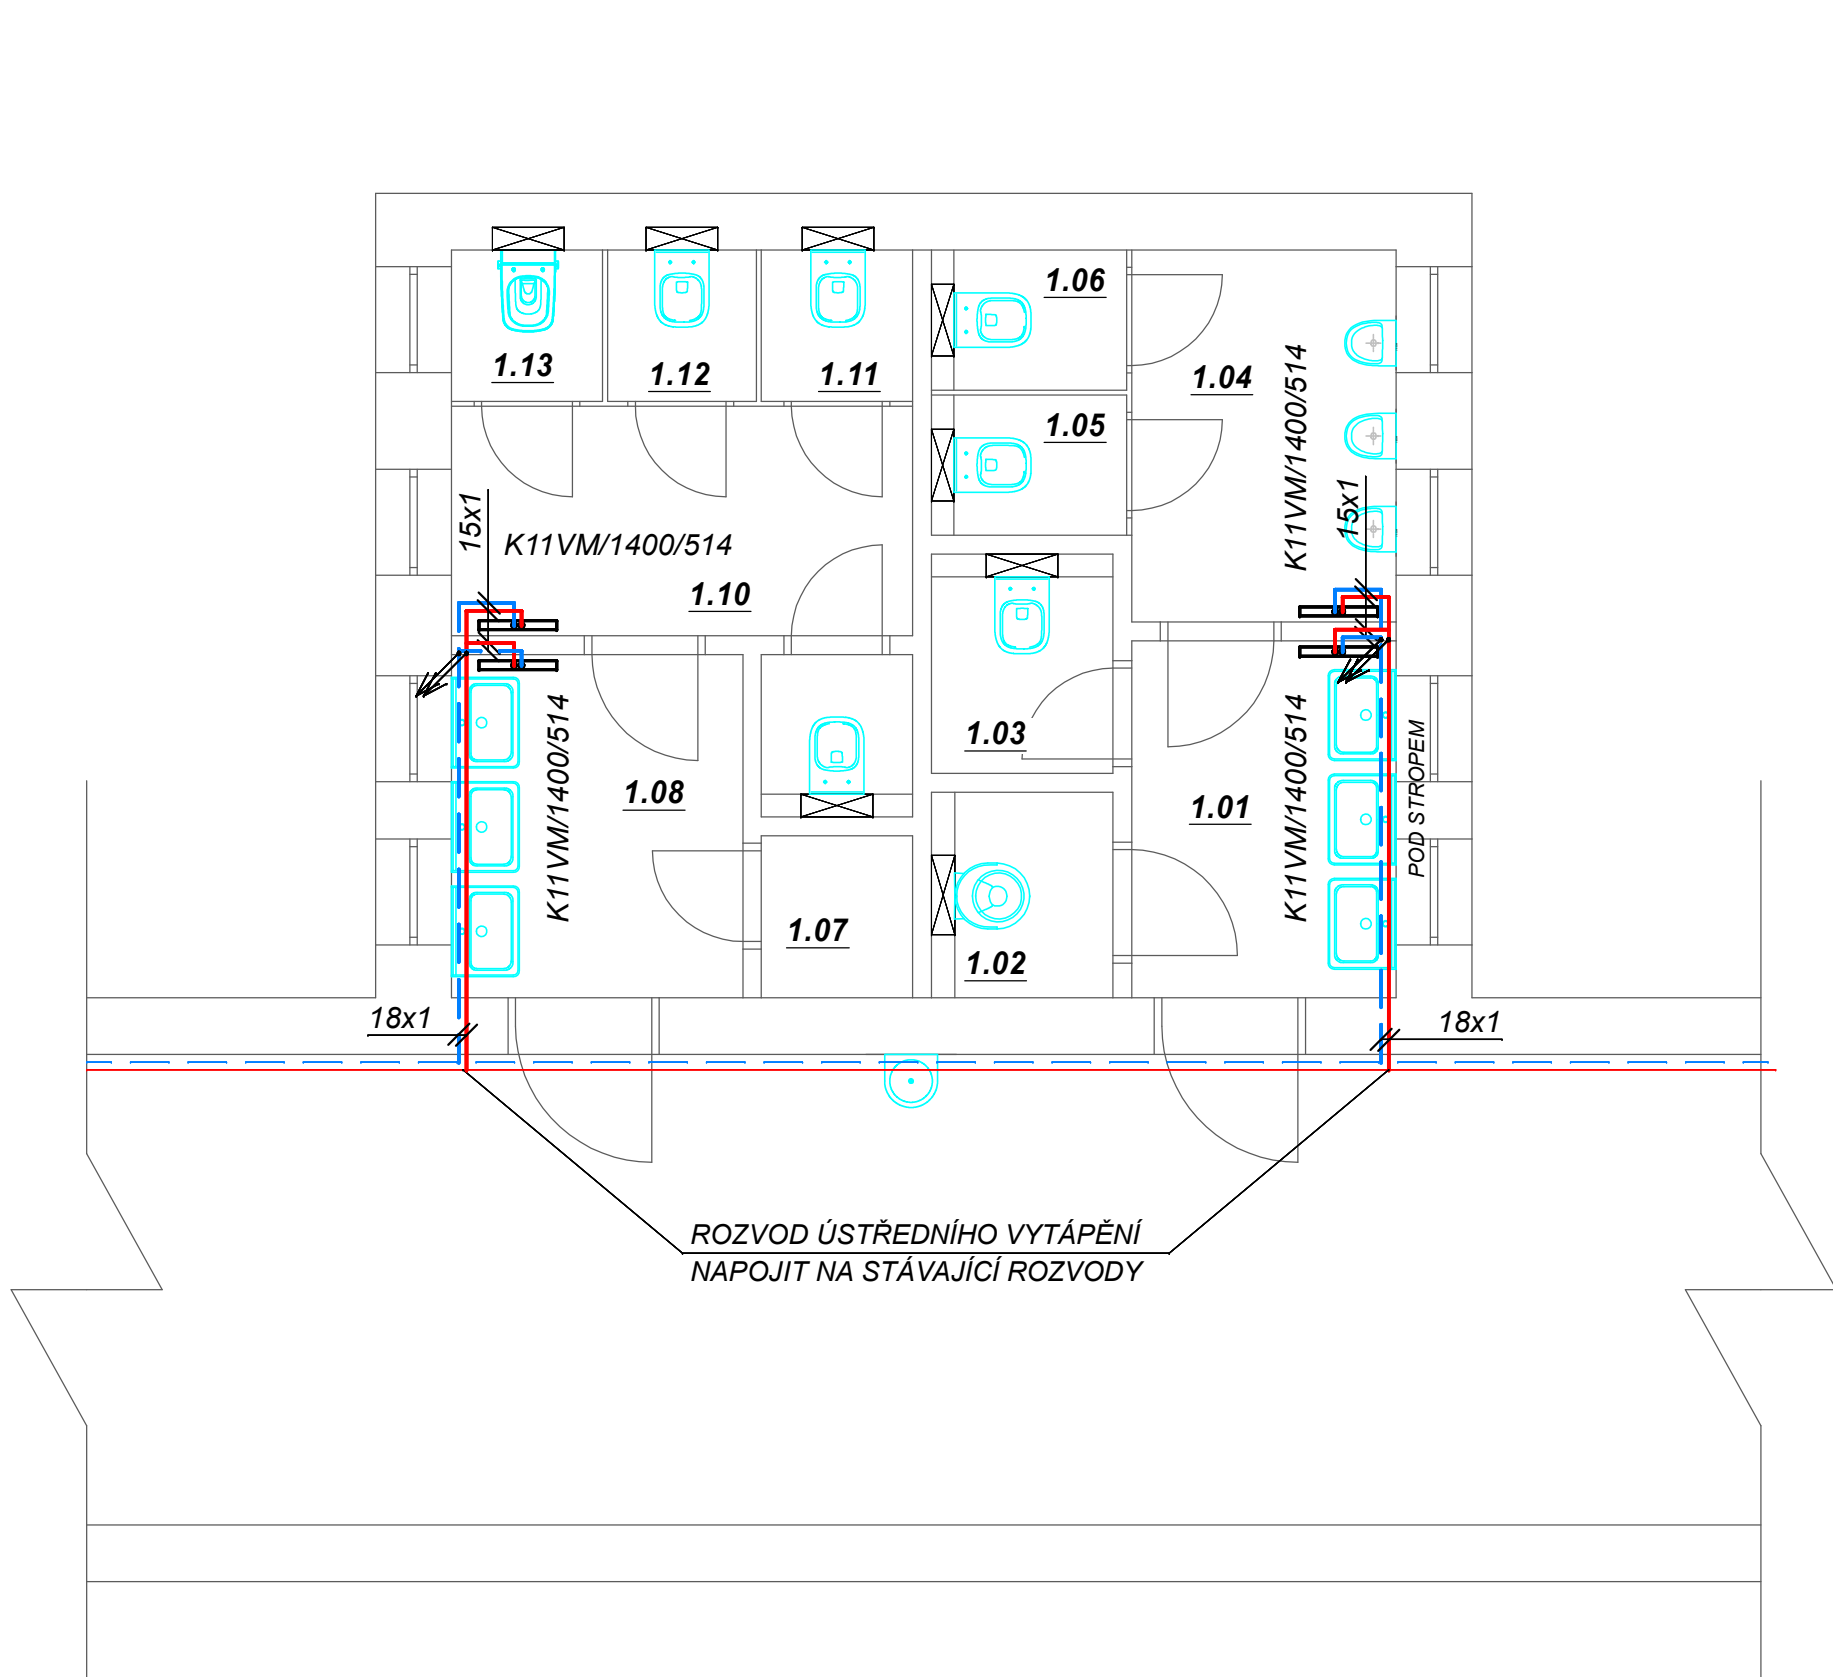 1.06
1.13
1.12
1.11
1.04
1.05
K11VM/1400/514
15x1
15x1
K11VM/1400/514
1.10
1.03
1.08
1.01
K11VM/1400/514
K11VM/1400/514
POD STROPEM
1.07
1.02
18x1
18x1
ROZVOD ÚSTŘEDNÍHO VYTÁPĚNÍ
NAPOJIT NA STÁVAJÍCÍ ROZVODY